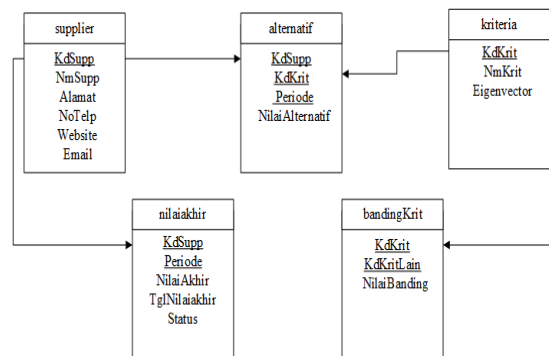 supplier
KdSupp
NmSupp
Alamat
NoTelp
Website
Email
alternatif
KdSupp
KdKrit
Periode
NilaiAlternatif
kriteria
KdKrit
NmKrit
Eigenvector
nilaiakhir
KdSupp
Periode
NilaiAkhir
TglNilaiakhir
Status
bandingKrit
KdKrit
KdKritLain
NilaiBanding